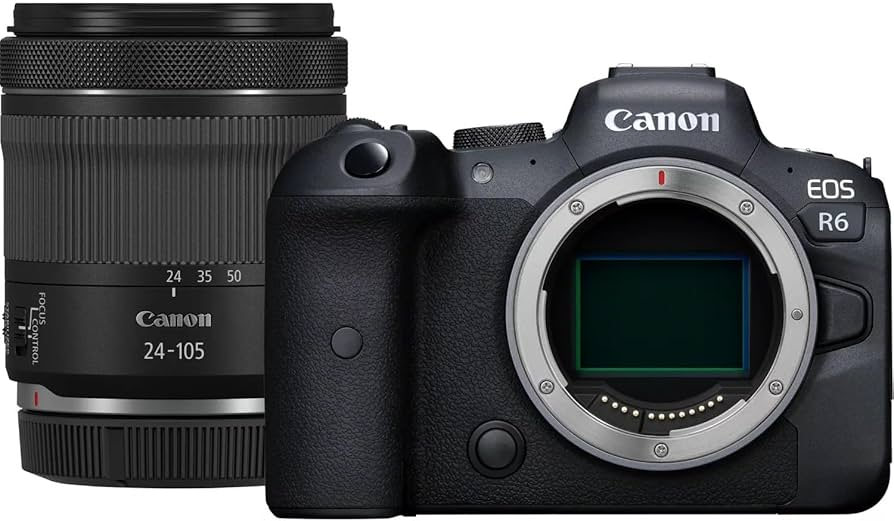 Canon
EOS
R6
24 35 50
FOCUS
CONTROL
Canon
24-105